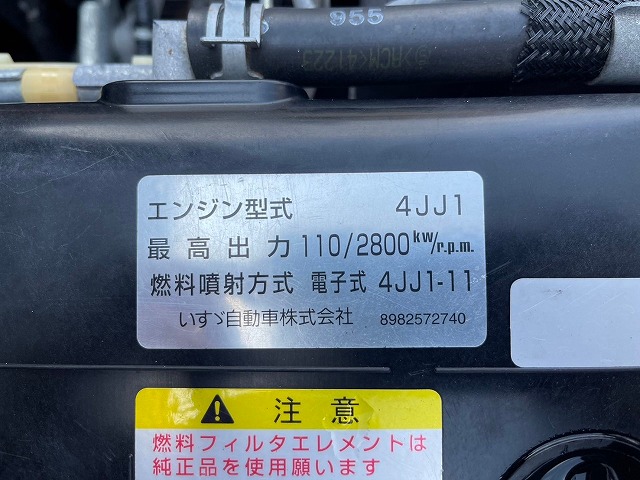 955
エンジン型式 4JJ1
最高出力 110/2800kw/r.p.m.
燃料噴射方式 電子式 4JJ1-11
いすゞ自動車株式会社 8982572740
注意
燃料フィルタエレメントは
純正品を使用願います